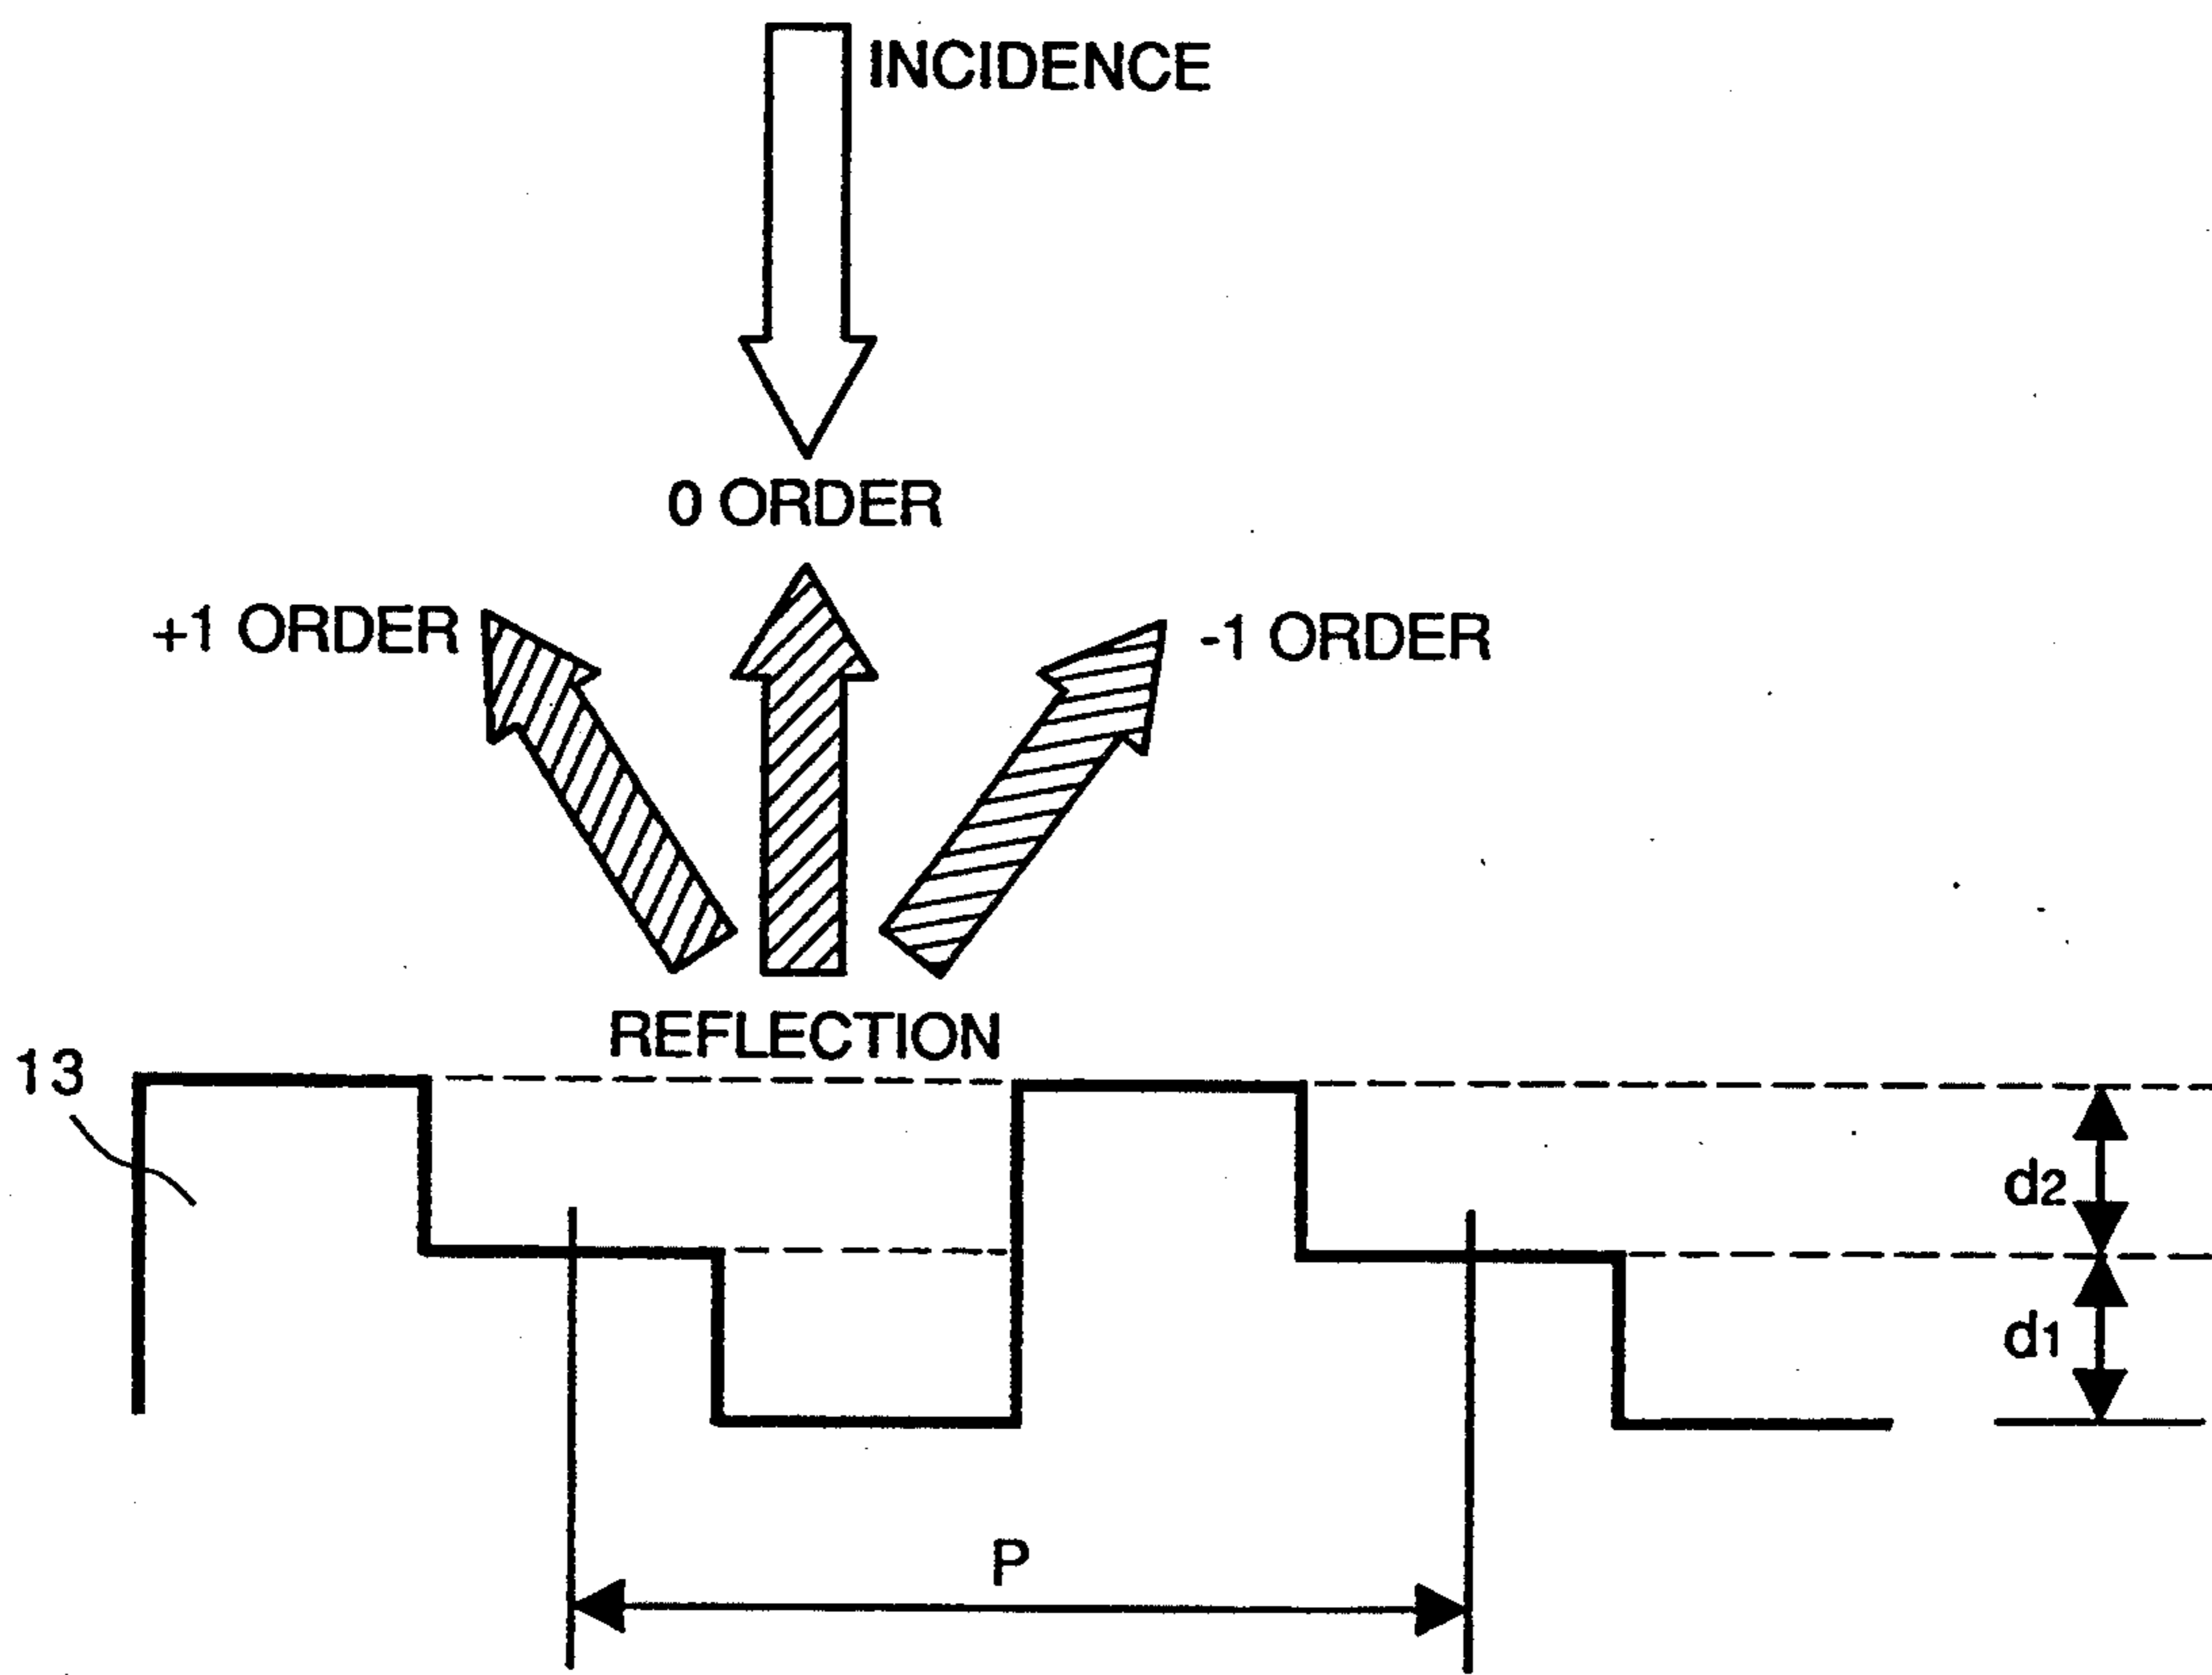 INCIDENCE
0 ORDER
+1 ORDER
-1 ORDER
REFLECTION
13
d2
d1
P